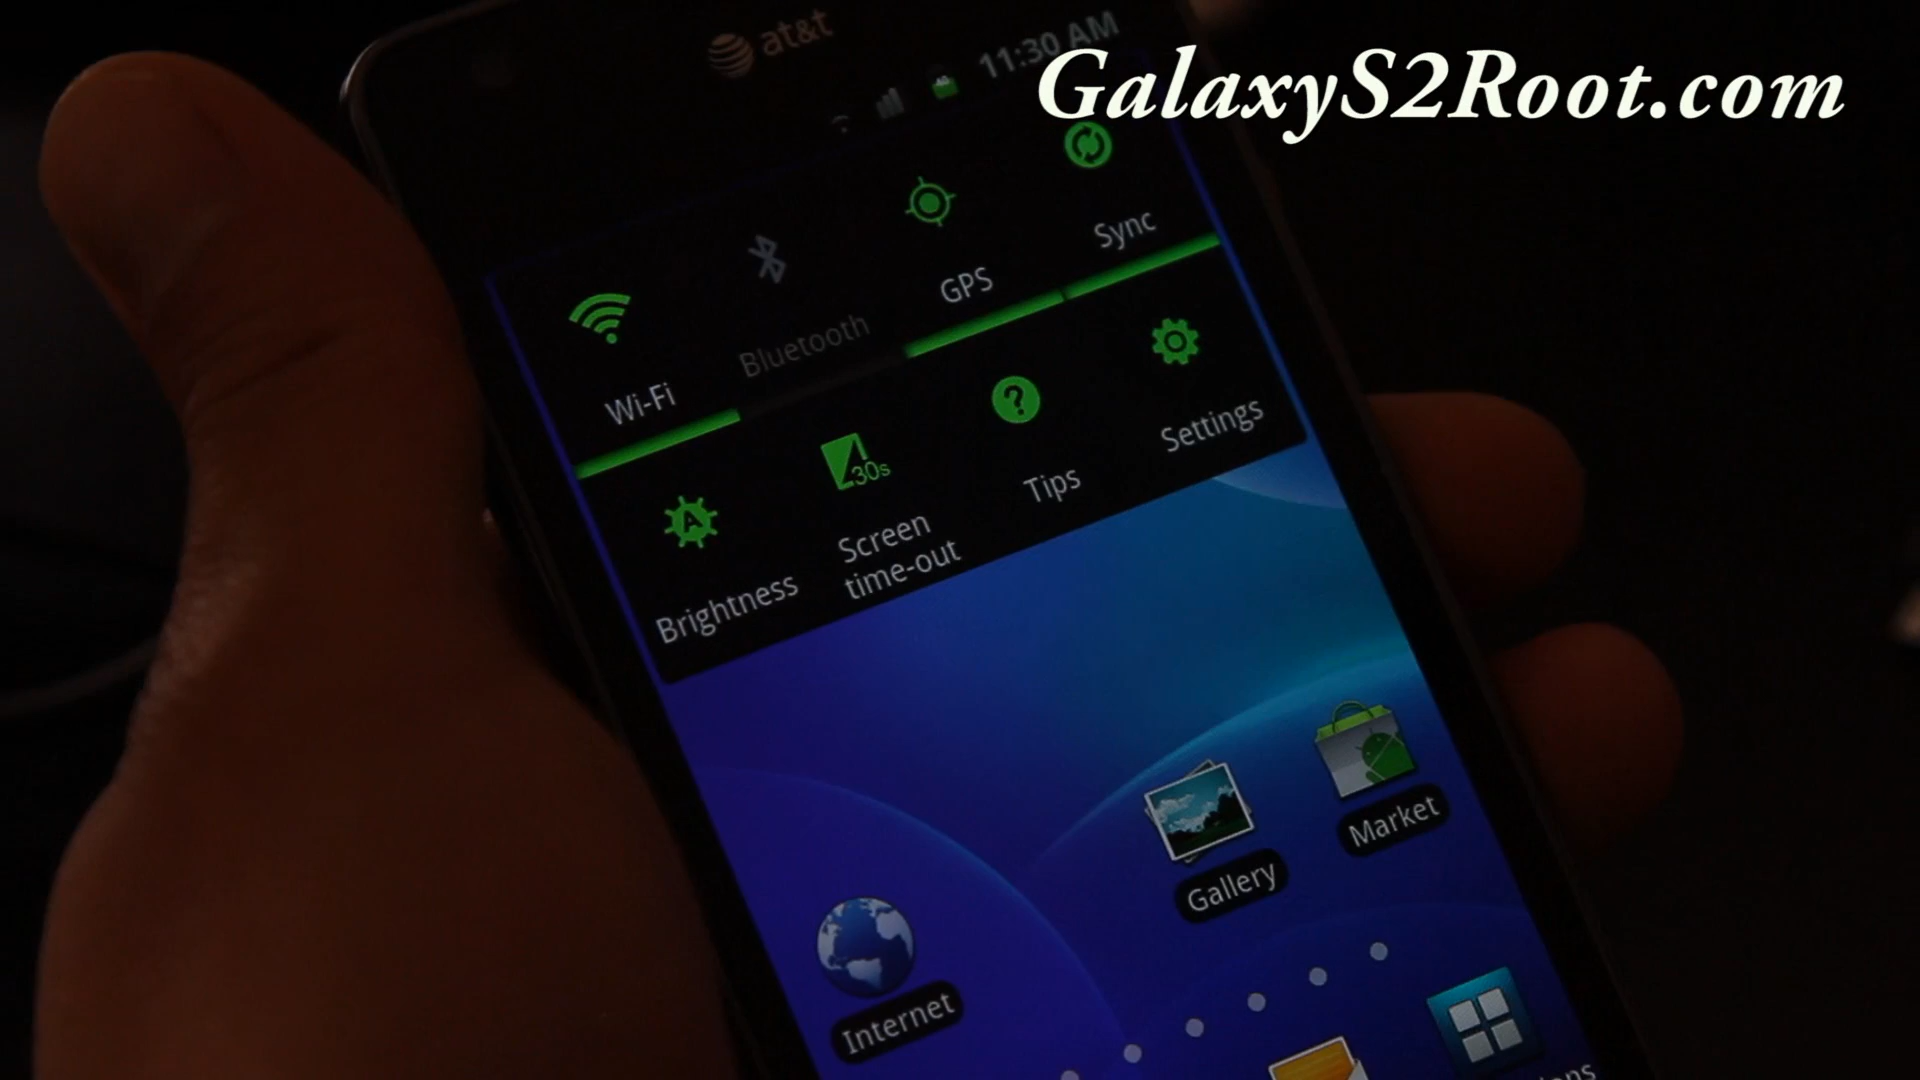 at&t
11:30 AM
GalaxyS2Root.com
Wi-Fi
Bluetooth
GPS
Sync
A
Brightness
30s
Screen
time-out
?
Tips
Settings
Internet
Gallery
Market